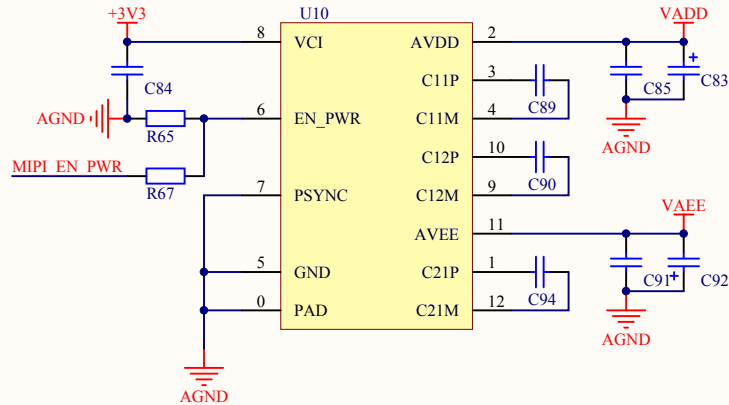 +3V3
U10
VADD
8
VCI
AVDD
2
C84
C11P
3
C89
C85
C83
AGND
R65
6
EN_PWR
C11M
4
AGND
MIPI_EN_PWR
R67
C12P
10
C90
7
PSYNC
C12M
9
VAEE
AVEE
11
5
GND
C21P
1
C94
C91
C92
0
PAD
C21M
12
AGND
AGND
+
+